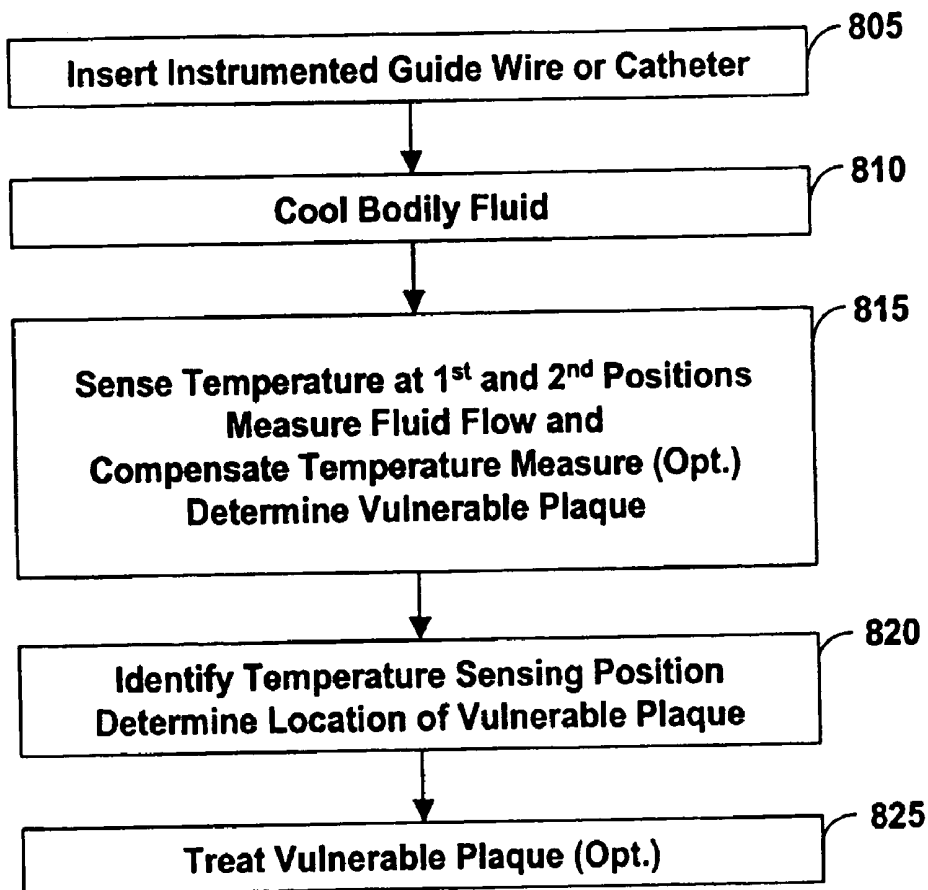 805
Insert Instrumented Guide Wire or Catheter
810
Cool Bodily Fluid
815
Sense Temperature at 1st and 2nd Positions
Measure Fluid Flow and
Compensate Temperature Measure (Opt.)
Determine Vulnerable Plaque
820
Identify Temperature Sensing Position
Determine Location of Vulnerable Plaque
825
Treat Vulnerable Plaque (Opt.)